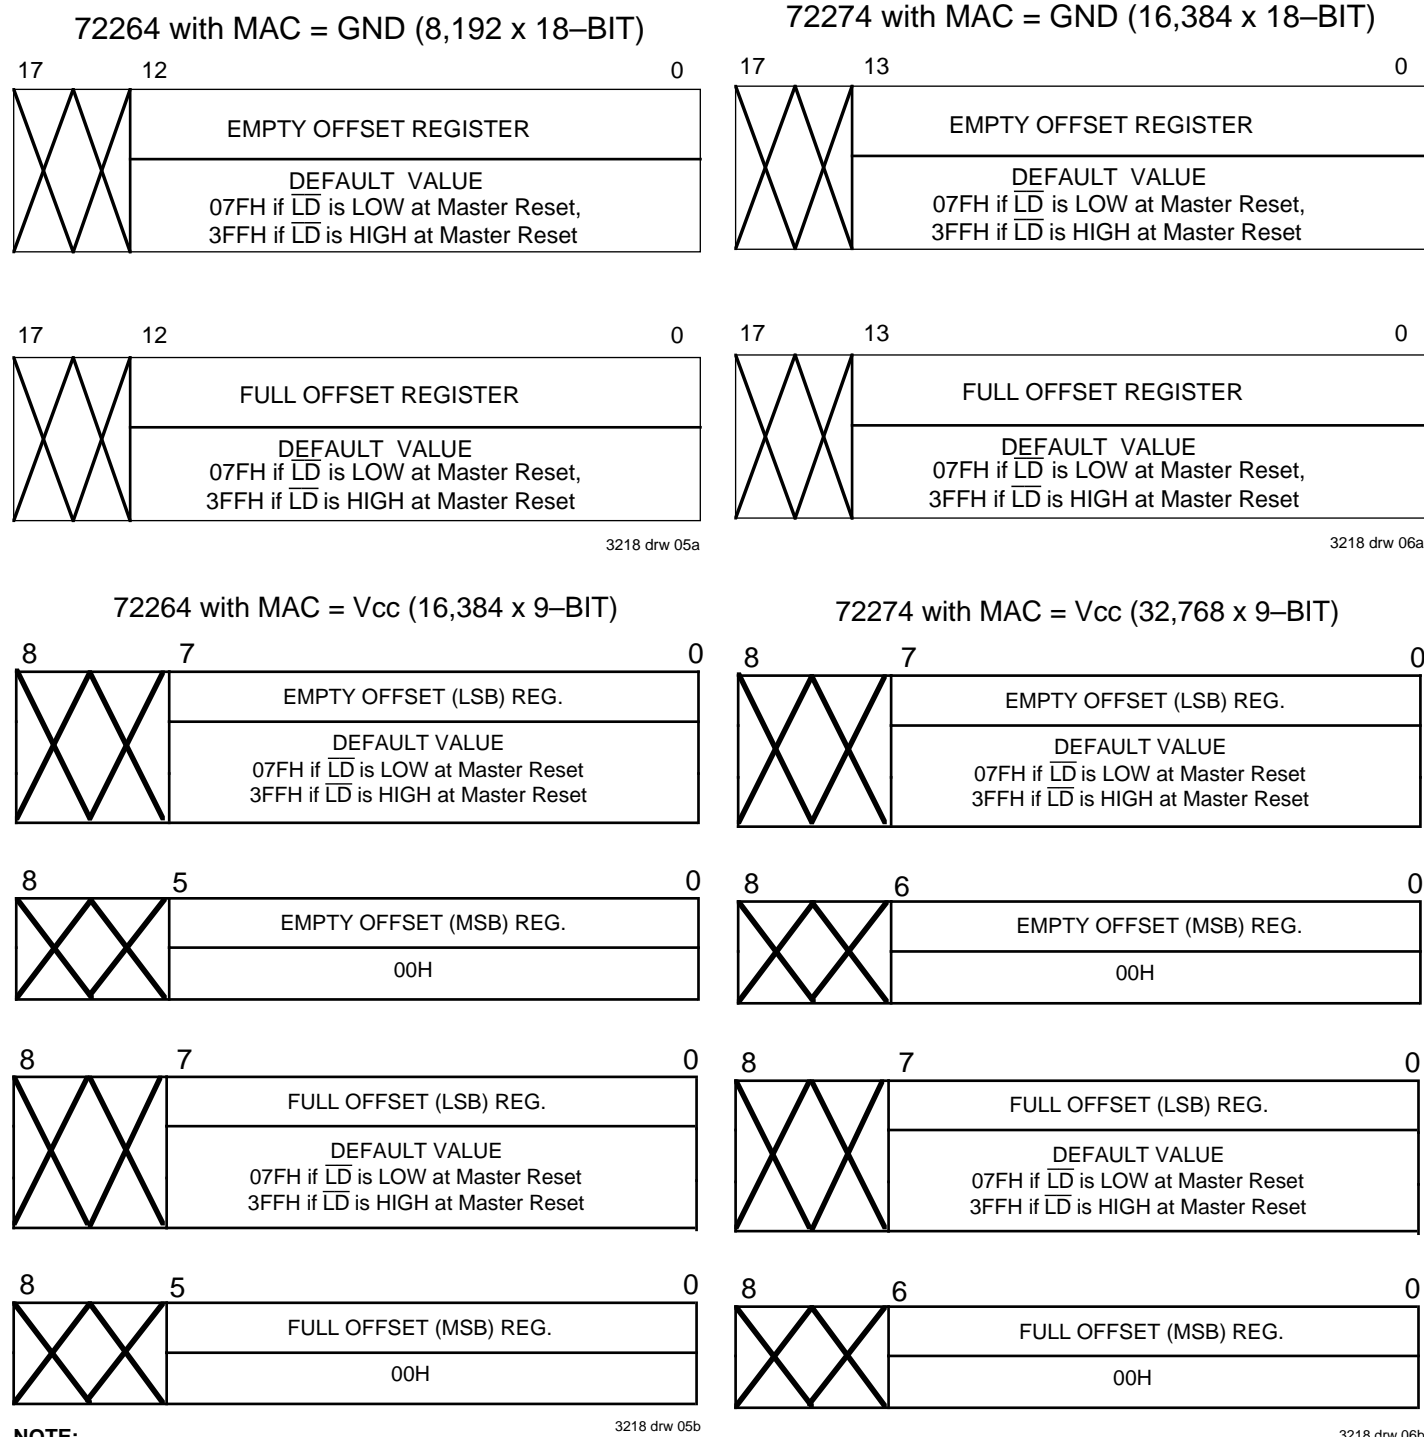 72264 with MAC = GND (8,192 x 18–BIT)
17 12 0
EMPTY OFFSET REGISTER
DEFAULT VALUE
07FH if LD is LOW at Master Reset,
3FFH if LD is HIGH at Master Reset
17 12 0
FULL OFFSET REGISTER
DEFAULT VALUE
07FH if LD is LOW at Master Reset,
3FFH if LD is HIGH at Master Reset
3218 drw 05a
72274 with MAC = GND (16,384 x 18–BIT)
17 13 0
EMPTY OFFSET REGISTER
DEFAULT VALUE
07FH if LD is LOW at Master Reset,
3FFH if LD is HIGH at Master Reset
17 13 0
FULL OFFSET REGISTER
DEFAULT VALUE
07FH if LD is LOW at Master Reset,
3FFH if LD is HIGH at Master Reset
3218 drw 06a
72264 with MAC = Vcc (16,384 x 9–BIT)
8 7 0
EMPTY OFFSET (LSB) REG.
DEFAULT VALUE
07FH if LD is LOW at Master Reset
3FFH if LD is HIGH at Master Reset
8 5 0
EMPTY OFFSET (MSB) REG.
00H
8 7 0
FULL OFFSET (LSB) REG.
DEFAULT VALUE
07FH if LD is LOW at Master Reset
3FFH if LD is HIGH at Master Reset
8 5 0
FULL OFFSET (MSB) REG.
00H
3218 drw 05b
NOTE:
72274 with MAC = Vcc (32,768 x 9–BIT)
8 7 0
EMPTY OFFSET (LSB) REG.
DEFAULT VALUE
07FH if LD is LOW at Master Reset
3FFH if LD is HIGH at Master Reset
8 6 0
EMPTY OFFSET (MSB) REG.
00H
8 7 0
FULL OFFSET (LSB) REG.
DEFAULT VALUE
07FH if LD is LOW at Master Reset
3FFH if LD is HIGH at Master Reset
8 6 0
FULL OFFSET (MSB) REG.
00H
3218 drw 06b